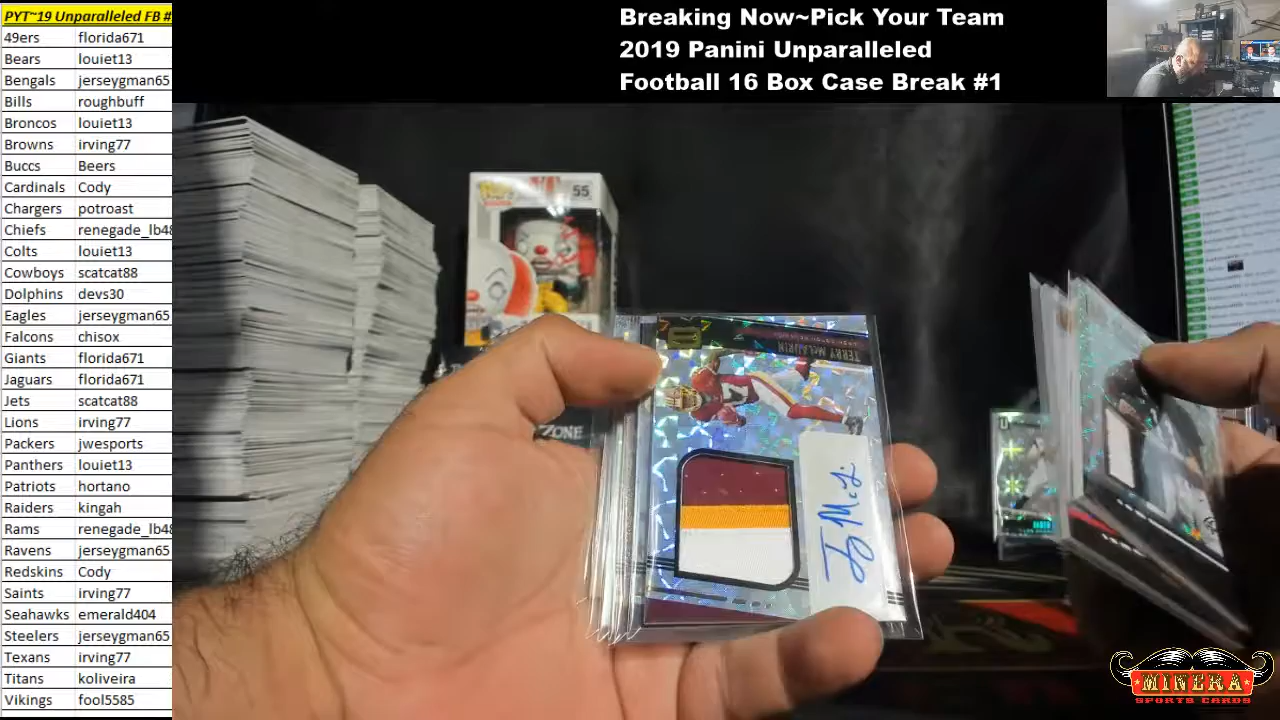 PYT~19 Unparalleled FB #
49ers florida671
Bears louiet13
Bengals jerseygman65
Bills roughbuff
Broncos louiet13
Browns irving77
Buccs Beers
Cardinals Cody
Chargers potroast
Chiefs renegade_lb48
Colts louiet13
Cowboys scatcat88
Dolphins devs30
Eagles jerseygman65
Falcons chisox
Giants florida671
Jaguars florida671
Jets scatcat88
Lions irving77
Packers jwesports
Panthers louiet13
Patriots hortano
Raiders kingah
Rams renegade_lb48
Ravens jerseygman65
Redskins Cody
Saints irving77
Seahawks emerald404
Steelers jerseygman65
Texans irving77
Titans koliveira
Vikings fool5585
Breaking Now~Pick Your Team
2019 Panini Unparalleled
Football 16 Box Case Break #1
55
ZONE
TERRY McLAURIN
MINERA
SPORTS CARDS